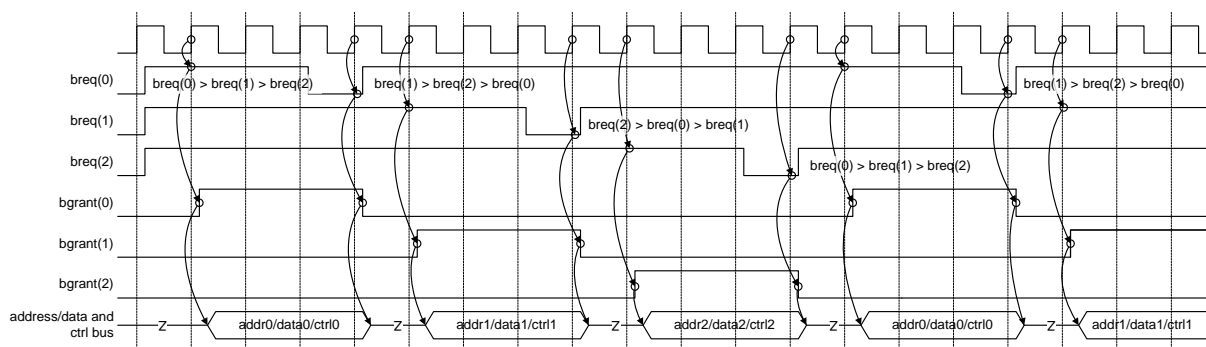 breq(0)
breq(0) > breq(1) > breq(2)
breq(1) > breq(2) > breq(0)
breq(1) > breq(2) > breq(0)
breq(1)
breq(2) > breq(0) > breq(1)
breq(2)
breq(0) > breq(1) > breq(2)
bgrant(0)
bgrant(1)
bgrant(2)
address/data and
ctrl bus
Z
addr0/data0/ctrl0
Z
addr1/data1/ctrl1
Z
addr2/data2/ctrl2
Z
addr0/data0/ctrl0
Z
addr1/data1/ctrl1